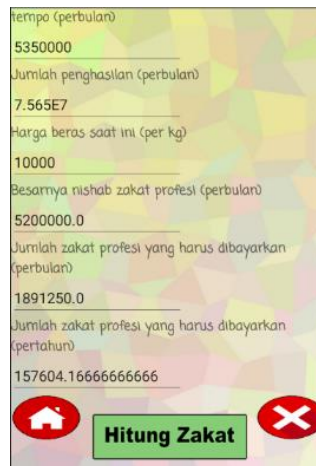 tempo (perbulan)
5350000
Jumlah penghasilan (perbulan)
7.565E7
Harga beras saat ini (per kg)
10000
Besarnya nishab zakat profesi (perbulan)
5200000.0
Jumlah zakat profesi yang harus dibayarkan
(perbulan)
1891250.0
Jumlah zakat profesi yang harus dibayarkan
(pertahun)
157604.16666666666
Hitung Zakat